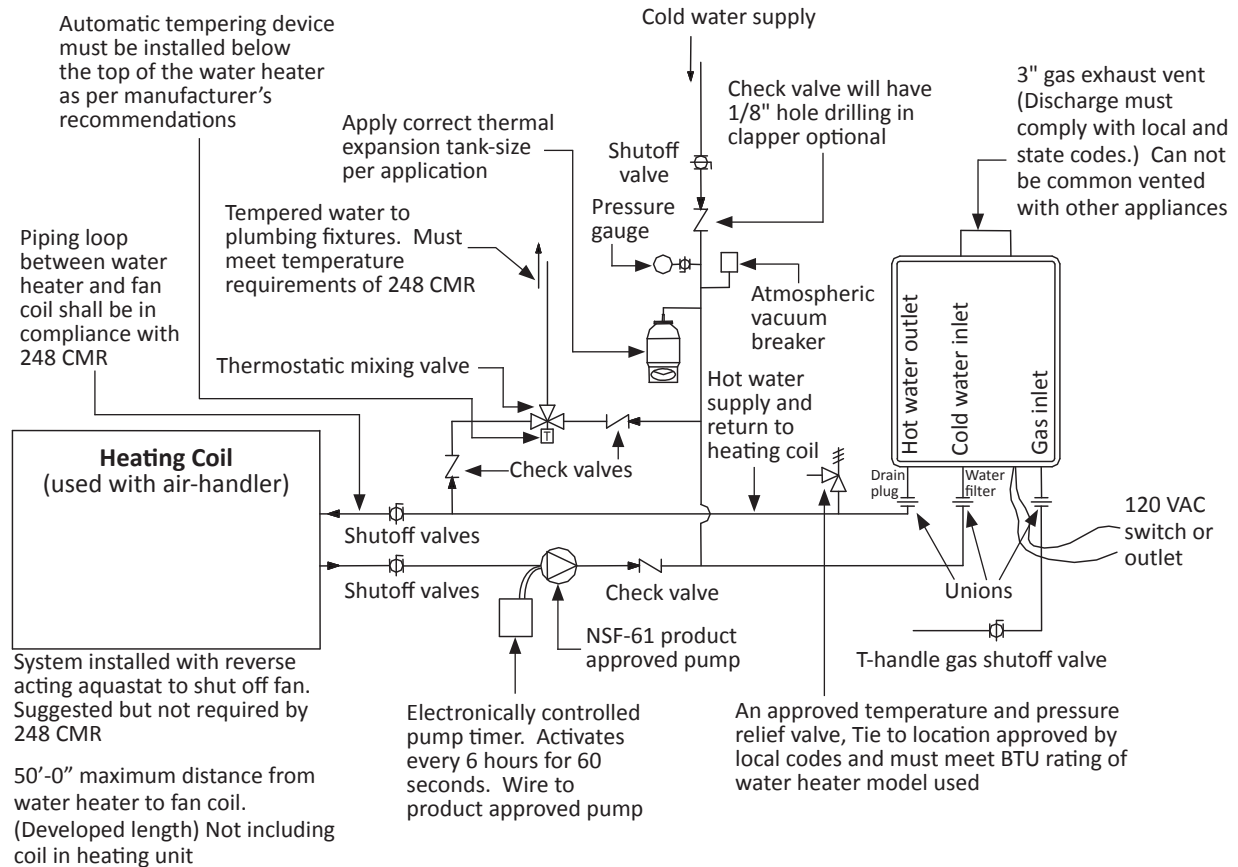 Automatic tempering device
must be installed below
the top of the water heater
as per manufacturer’s
recommendations
Cold water supply
3" gas exhaust vent
(Discharge must
comply with local and
state codes.)  Can not
be common vented
with other appliances
Check valve will have
1/8" hole drilling in
clapper optional
Apply correct thermal
expansion tank-size
per application
Shutoff
valve
Pressure
gauge
Tempered water to
plumbing fixtures.  Must
meet temperature
requirements of 248 CMR
Piping loop
between water
heater and fan
coil shall be in
compliance with
248 CMR
Atmospheric
vacuum
breaker
Thermostatic mixing valve
Hot water
supply and
return to
heating coil
Hot water outlet
Cold water inlet
Gas inlet
T
Heating Coil
(used with air-handler)
Check valves
Drain
plug
Water
filter
120 VAC
switch or
outlet
Shutoff valves
Shutoff valves
Check valve
Unions
NSF-61 product
approved pump
T-handle gas shutoff valve
System installed with reverse
acting aquastat to shut off fan.
Suggested but not required by
248 CMR
Electronically controlled
pump timer.  Activates
every 6 hours for 60
seconds.  Wire to
product approved pump
An approved temperature and pressure
relief valve, Tie to location approved by
local codes and must meet BTU rating of
water heater model used
50’-0” maximum distance from
water heater to fan coil.
(Developed length) Not including
coil in heating unit